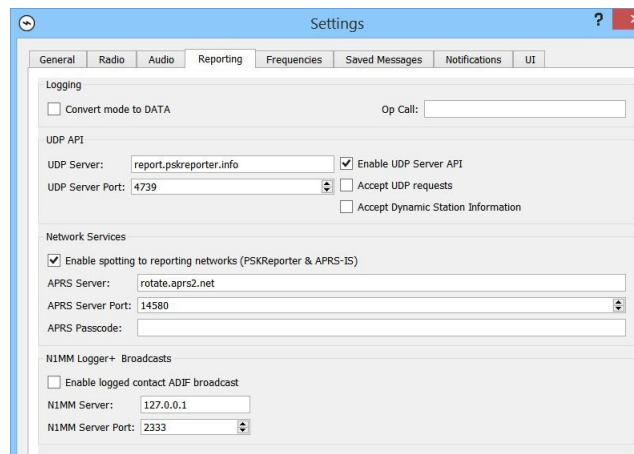 Settings
?
General Radio Audio Reporting Frequencies Saved Messages Notifications UI
Logging
Convert mode to DATA Op Call:
UDP API
UDP Server: report.pskreporter.info Enable UDP Server API
UDP Server Port: 4739 Accept UDP requests
Accept Dynamic Station Information
Network Services
Enable spotting to reporting networks (PSKReporter & APRS-IS)
APRS Server: rotate.aprs2.net
APRS Server Port: 14580
APRS Passcode:
N1MM Logger+ Broadcasts
Enable logged contact ADIF broadcast
N1MM Server: 127.0.0.1
N1MM Server Port: 2333